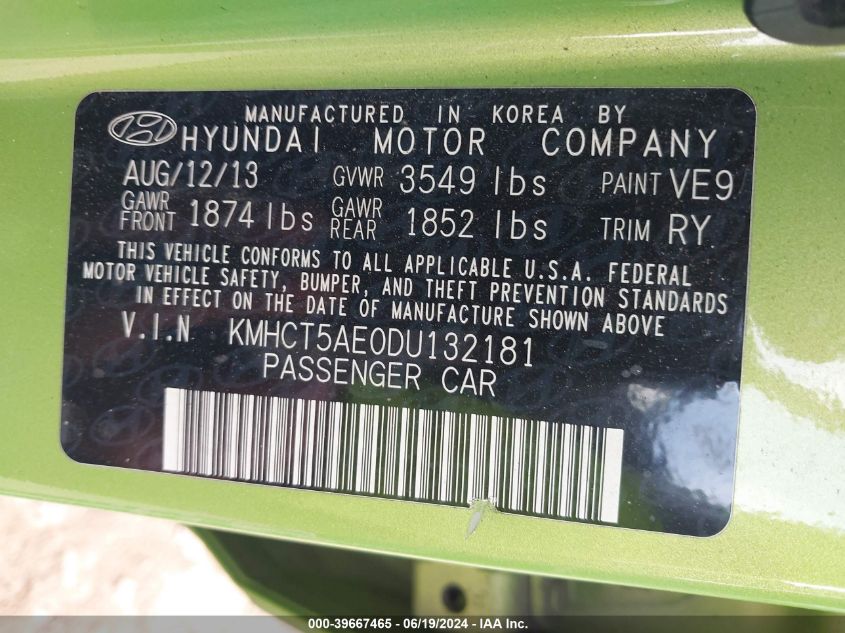 MANUFACTURED IN KOREA BY
HYUNDAI MOTOR COMPANY
AUG/12/13 GVWR 3549 lbs PAINT VE9
GAWR FRONT 1874 lbs GAWR REAR 1852 lbs TRIM RY
THIS VEHICLE CONFORMS TO ALL APPLICABLE U.S.A. FEDERAL
MOTOR VEHICLE SAFETY, BUMPER, AND THEFT PREVENTION STANDARDS
IN EFFECT ON THE DATE OF MANUFACTURE SHOWN ABOVE
V.I.N KMHCT5AE0DU132181
PASSENGER CAR
000-39667465 - 06/19/2024 - IAA Inc.